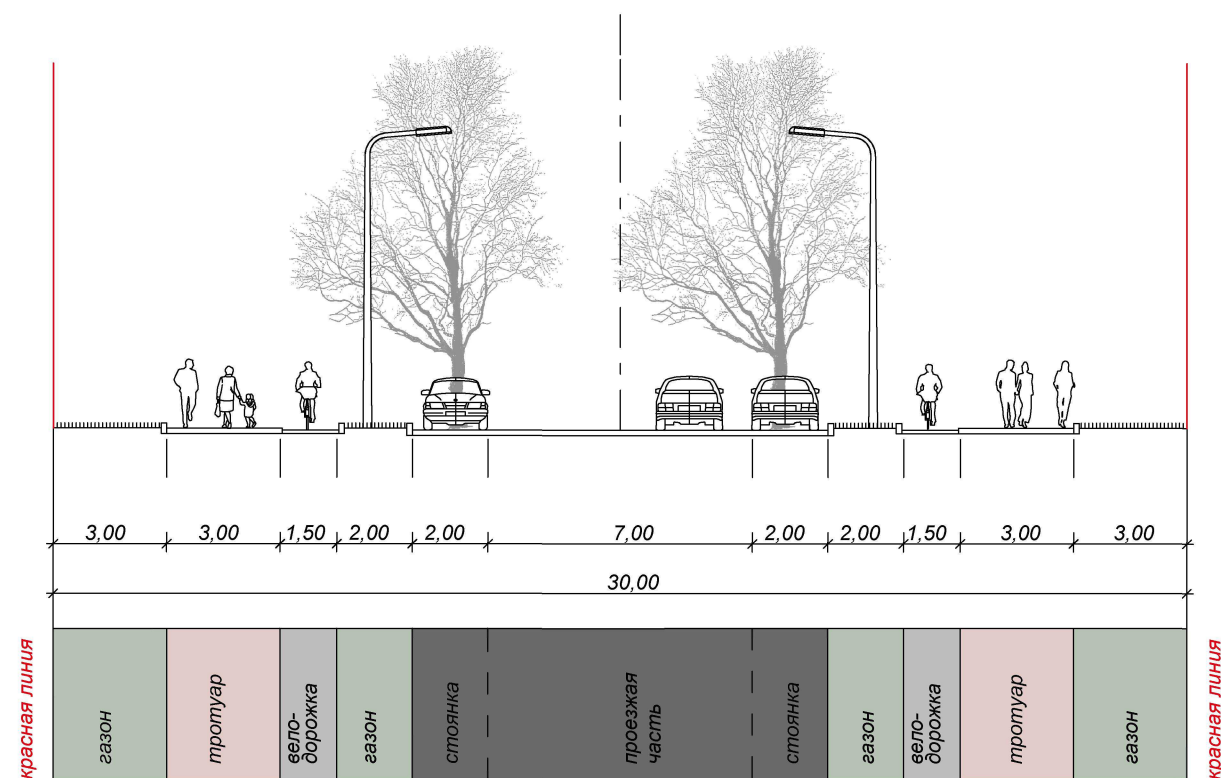 3,00 3,00 1,50 2,00 2,00 7,00 2,00 2,00 1,50 3,00 3,00
30,00
красная линия
газон
тротуар
вело-
дорожка
газон
стоянка
проезжая
часть
стоянка
газон
вело-
дорожка
тротуар
газон
красная линия